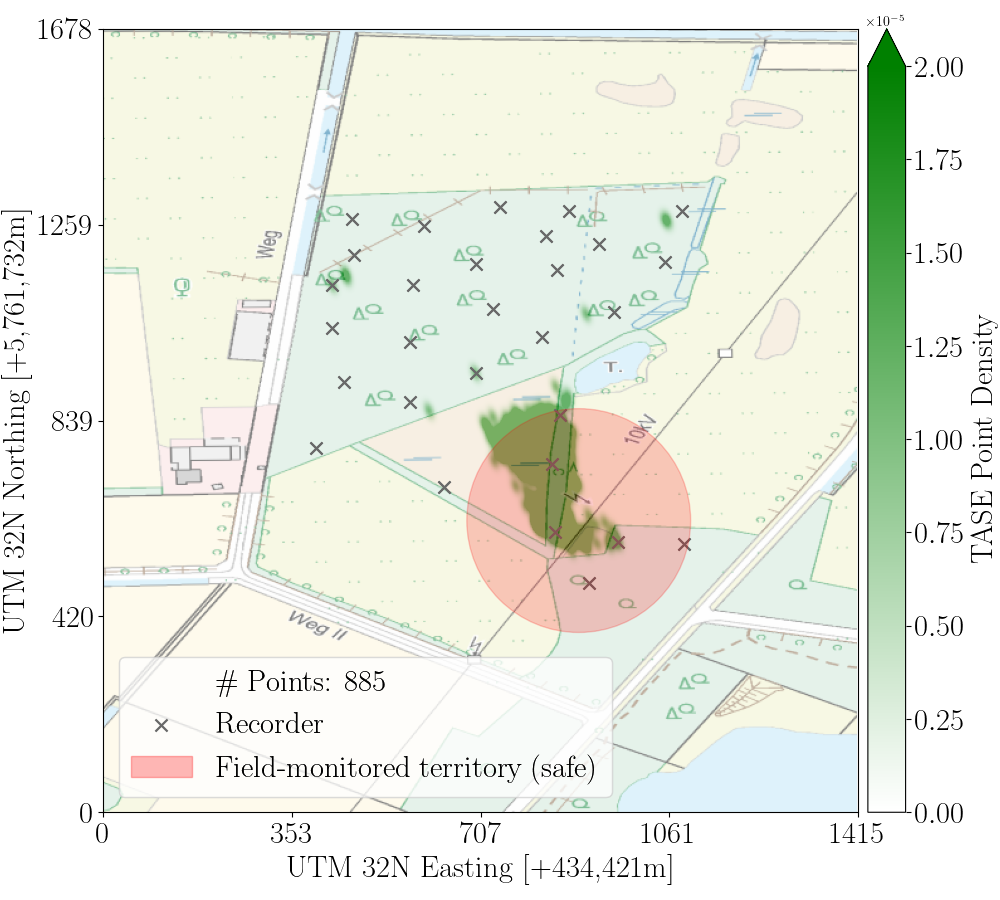 1678
1259
839
420
0
0
353
707
1061
1415
UTM 32N Northing [+5,761,732m]
UTM 32N Easting [+434,421m]
Weg
T.
10kV
Weg II
# Points: 885
Recorder
Field-monitored territory (safe)
×10⁻⁵
2.00
1.75
1.50
1.25
1.00
0.75
0.50
0.25
0.00
TASE Point Density